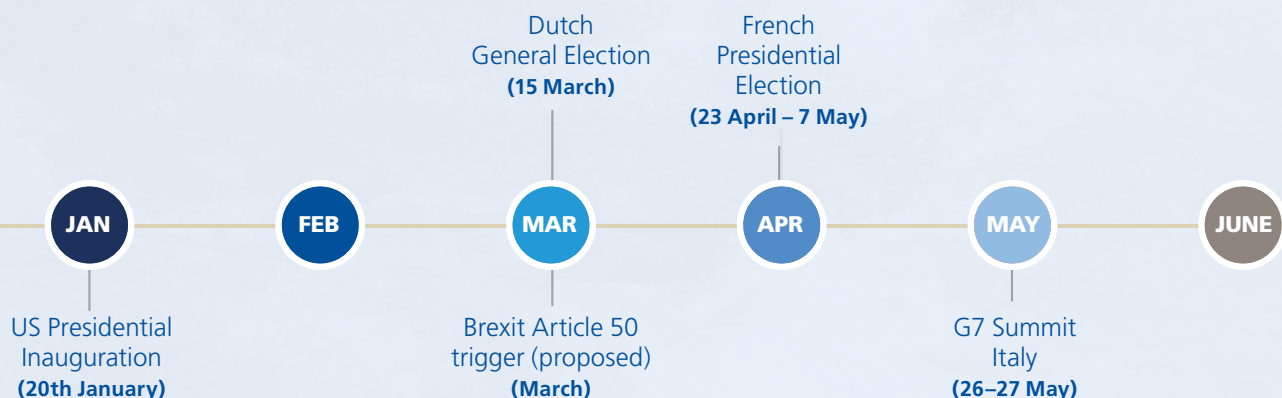 Dutch
General Election
(15 March)
French
Presidential
Election
(23 April – 7 May)
JAN
FEB
MAR
APR
MAY
JUNE
US Presidential
Inauguration
(20th January)
Brexit Article 50
trigger (proposed)
(March)
G7 Summit
Italy
(26–27 May)